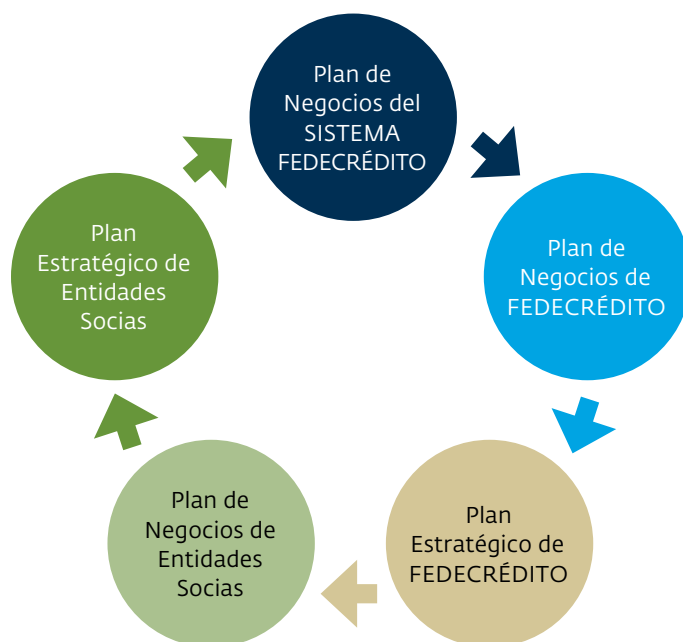 Plan de
Negocios del
SISTEMA
FEDECRÉDITO
Plan de
Negocios de
FEDECRÉDITO
Plan
Estratégico de
FEDECRÉDITO
Plan de
Negocios de
Entidades
Socias
Plan
Estratégico de
Entidades
Socias